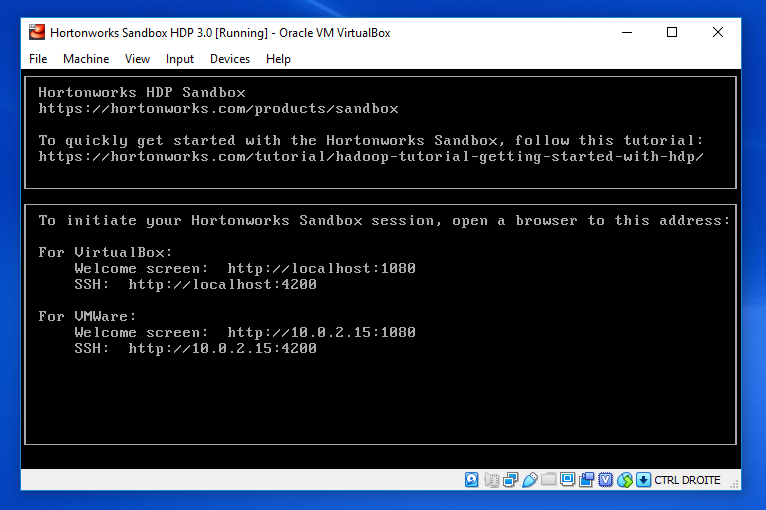 Hortonworks Sandbox HDP 3.0 [Running] - Oracle VM VirtualBox
File Machine View Input Devices Help
Hortonworks HDP Sandbox
https://hortonworks.com/products/sandbox
To quickly get started with the Hortonworks Sandbox, follow this tutorial:
https://hortonworks.com/tutorial/hadoop-tutorial-getting-started-with-hdp/
To initiate your Hortonworks Sandbox session, open a browser to this address:
For VirtualBox:
Welcome screen: http://localhost:1080
SSH: http://localhost:4200
For VMWare:
Welcome screen: http://10.0.2.15:1080
SSH: http://10.0.2.15:4200
CTRL DROITE